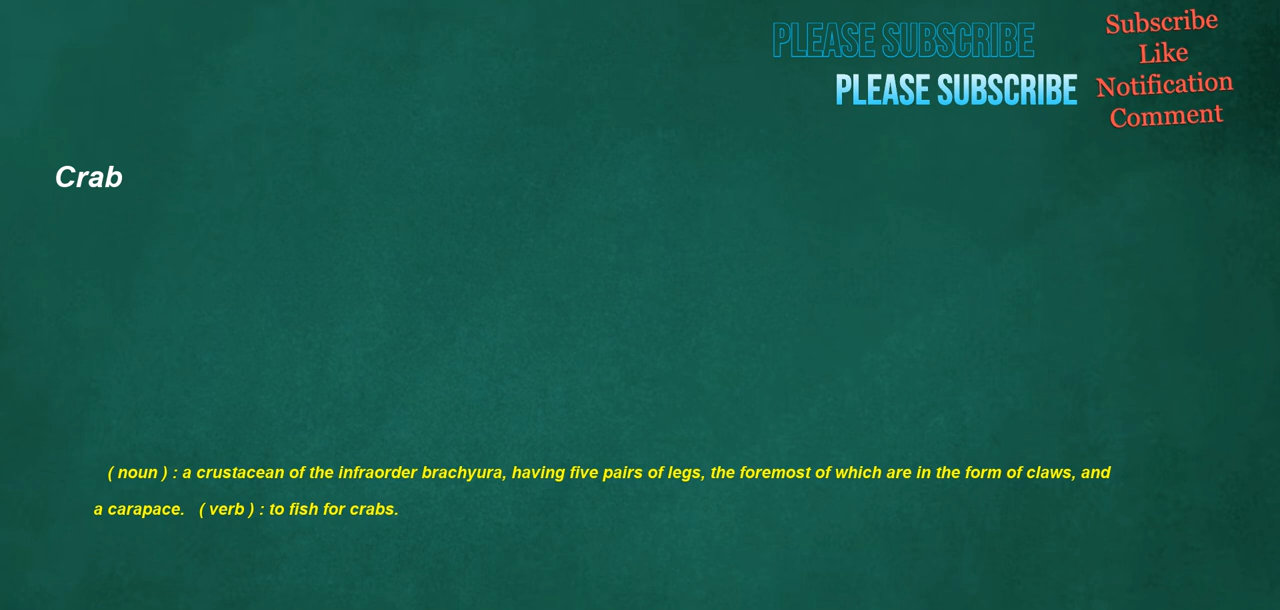 PLEASE SUBSCRIBE
PLEASE SUBSCRIBE
Subscribe
Like
Notification
Comment
Crab
( noun ) : a crustacean of the infraorder brachyura, having five pairs of legs, the foremost of which are in the form of claws, and
a carapace.   ( verb ) : to fish for crabs.